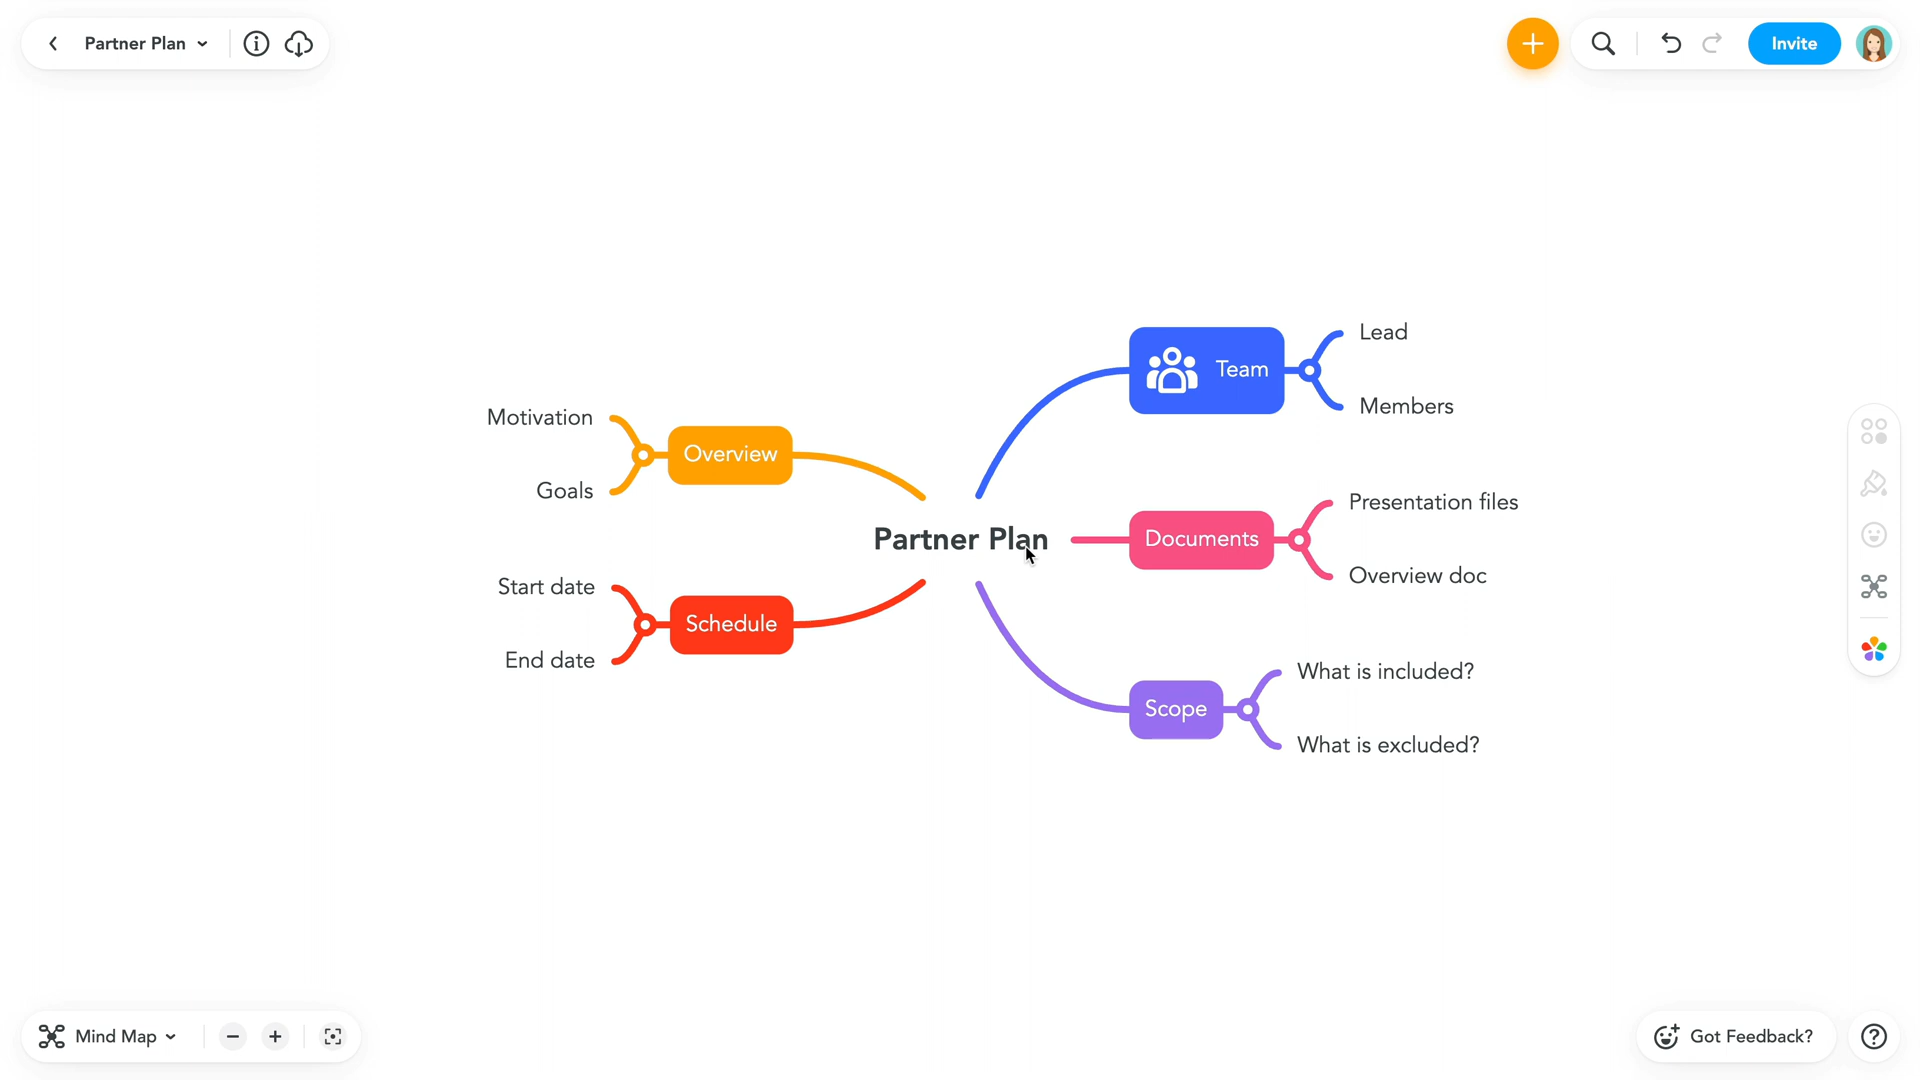 Partner Plan
Invite
Team
Lead
Members
Motivation
Overview
Goals
Partner Plan
Documents
Presentation files
Overview doc
Start date
Schedule
End date
Scope
What is included?
What is excluded?
Mind Map
Got Feedback?